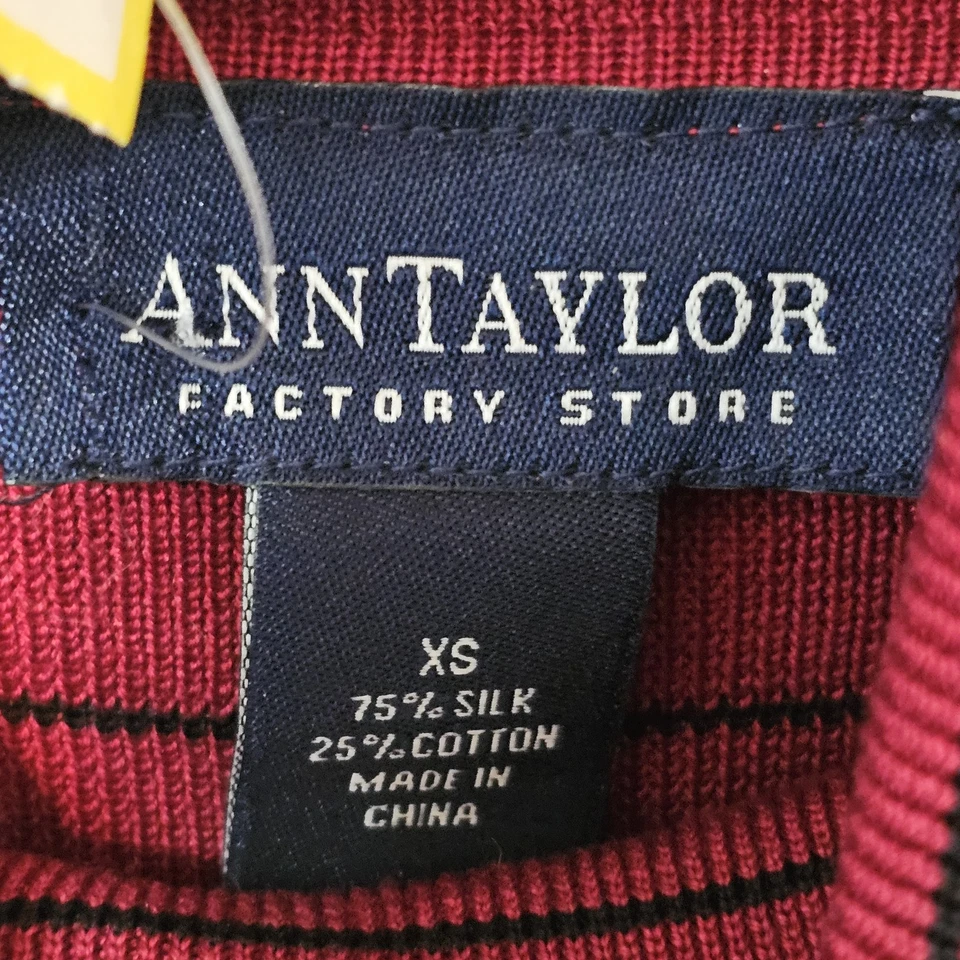 ANNTAYLOR
FACTORY STORE
XS
75% SILK
25% COTTON
MADE IN
CHINA